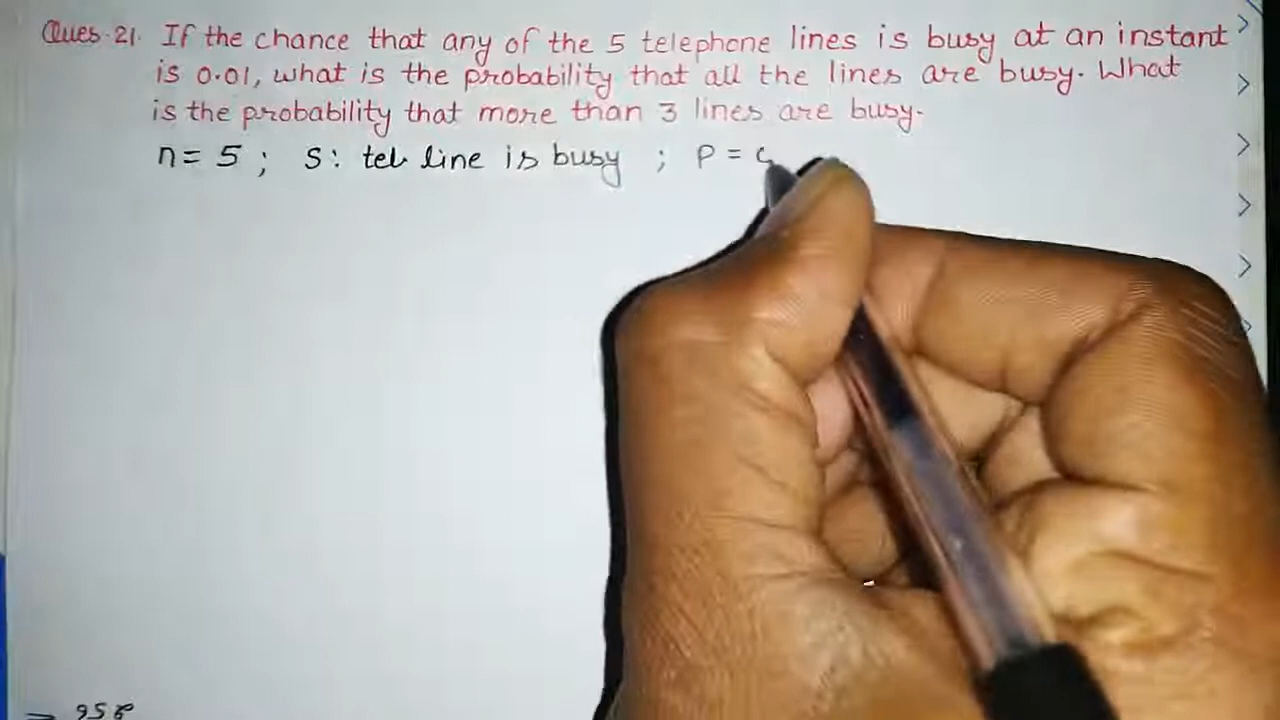 Ques. 21. If the chance that any of the 5 telephone lines is busy at an instant
is 0.01, what is the probability that all the lines are busy. What
is the probability that more than 3 lines are busy.
n = 5 ; S : tel. line is busy ; P =